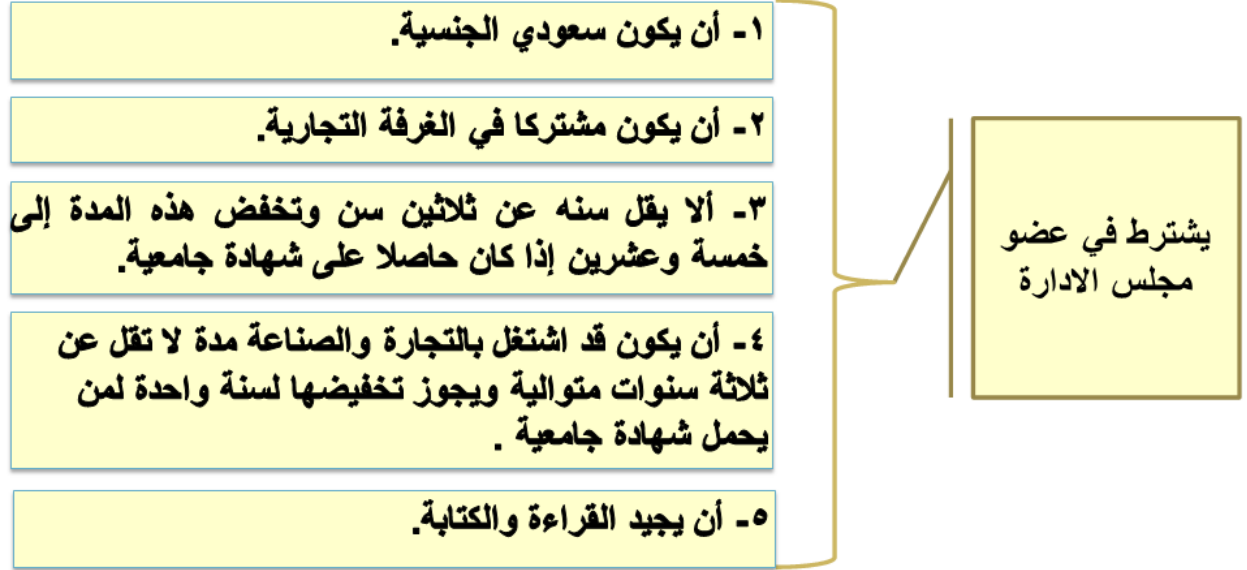 يشترط في عضو
مجلس الادارة
١- أن يكون سعودي الجنسية.
٢- أن يكون مشتركا في الغرفة التجارية.
٣- ألا يقل سنه عن ثلاثين سن وتخفض هذه المدة إلى
خمسة وعشرين إذا كان حاصلا على شهادة جامعية.
٤- أن يكون قد اشتغل بالتجارة والصناعة مدة لا تقل عن
ثلاثة سنوات متوالية ويجوز تخفيضها لسنة واحدة لمن
يحمل شهادة جامعية .
٥- أن يجيد القراءة والكتابة.